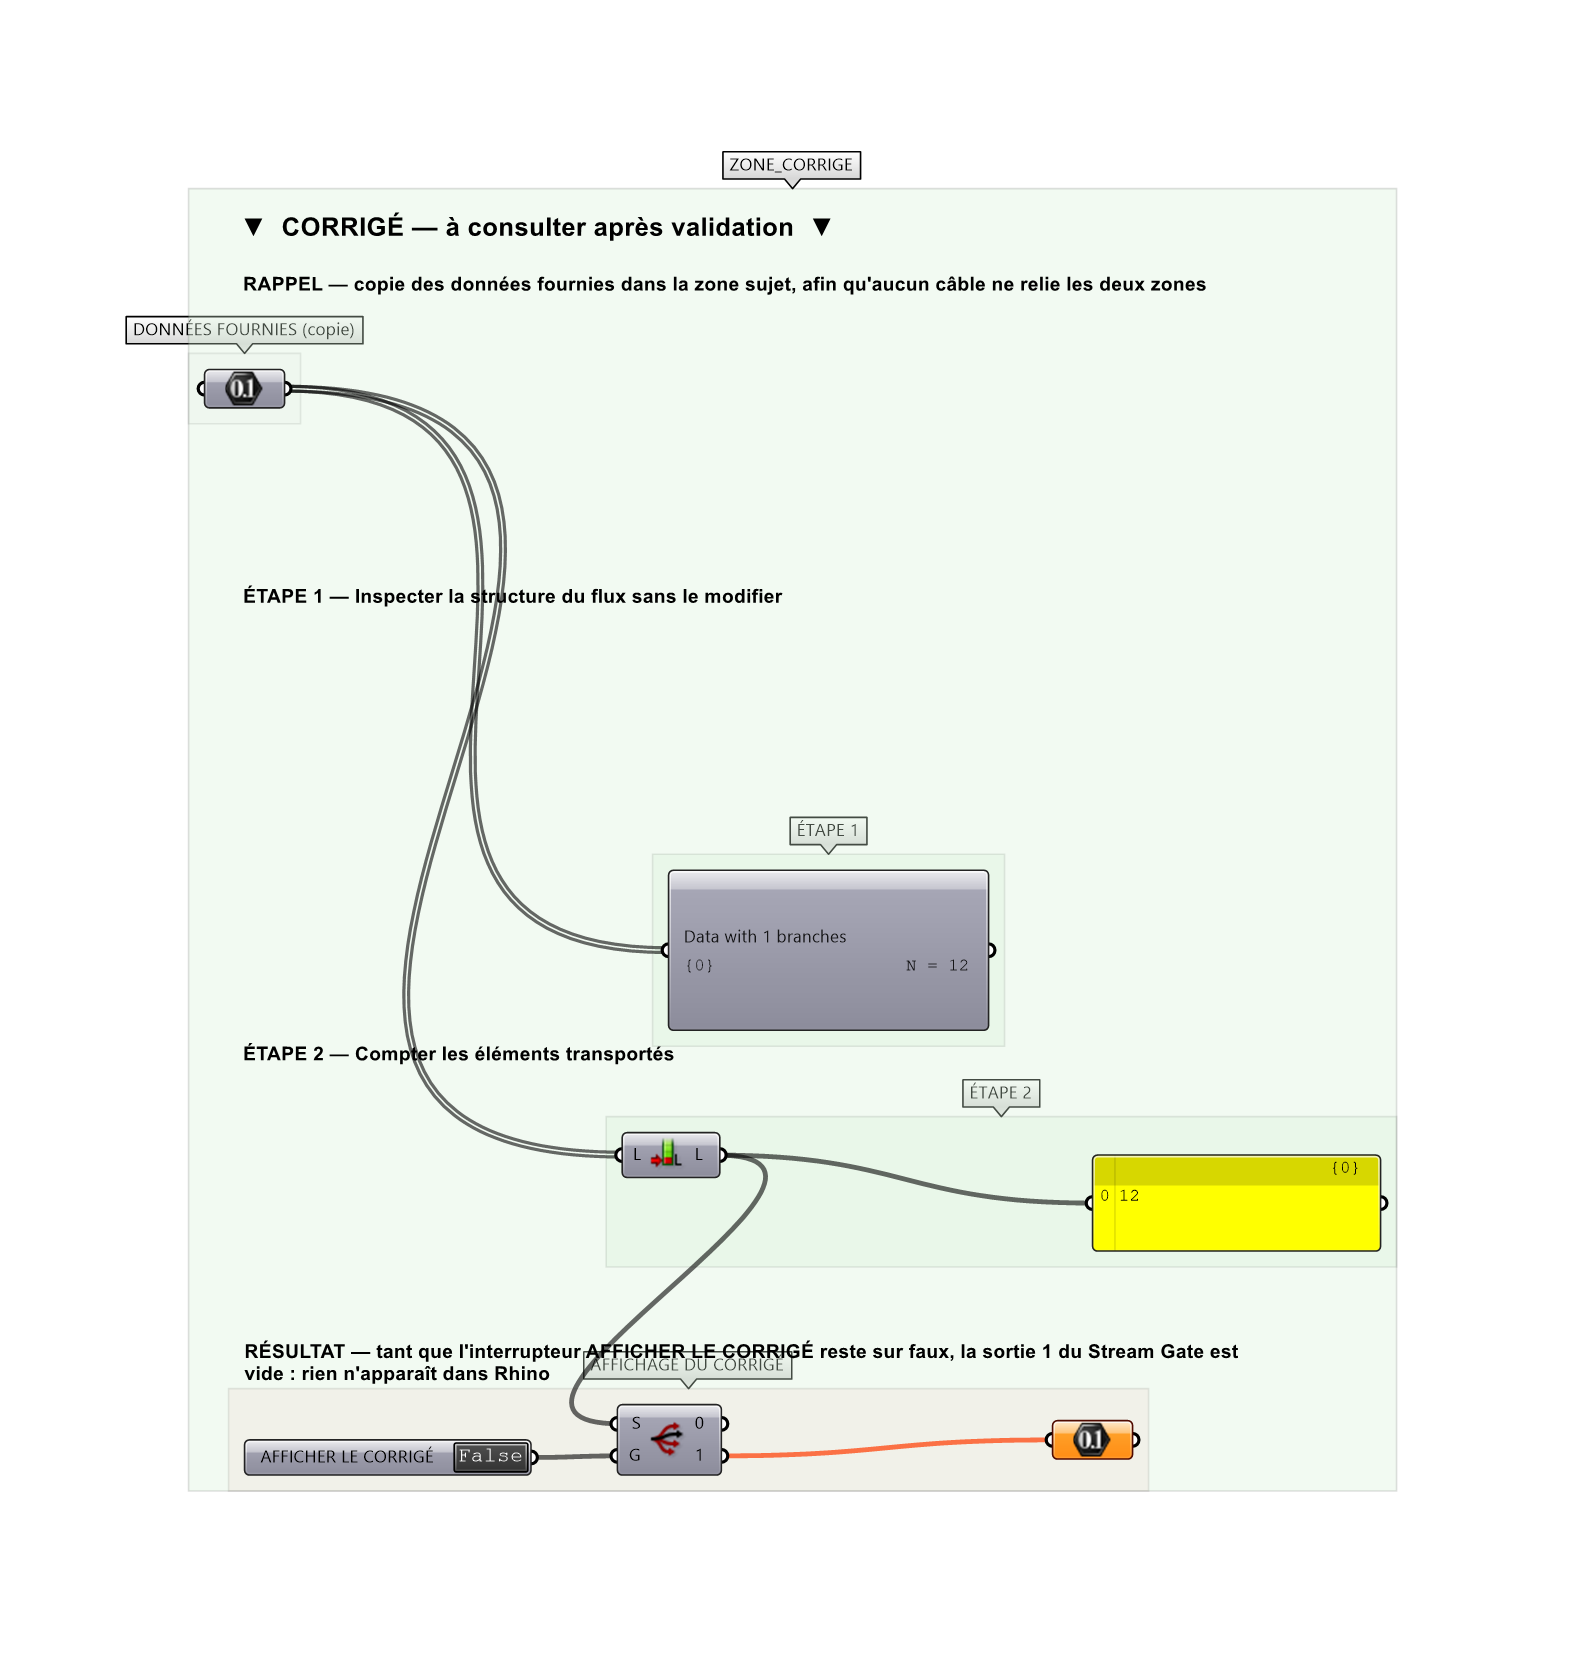 ZONE_CORRIGE
▼ CORRIGÉ — à consulter après validation ▼
RAPPEL — copie des données fournies dans la zone sujet, afin qu'aucun câble ne relie les deux zones
DONNÉES FOURNIES (copie)
0.1
ÉTAPE 1 — Inspecter la structure du flux sans le modifier
ÉTAPE 1
Data with 1 branches
{0} N = 12
ÉTAPE 2 — Compter les éléments transportés
ÉTAPE 2
L L L
{0}
0 12
RÉSULTAT — tant que l'interrupteur AFFICHER LE CORRIGÉ reste sur faux, la sortie 1 du Stream Gate est
vide : rien n'apparaît dans Rhino
AFFICHAGE DU CORRIGÉ
S 0
G 1
AFFICHER LE CORRIGÉ False
0.1